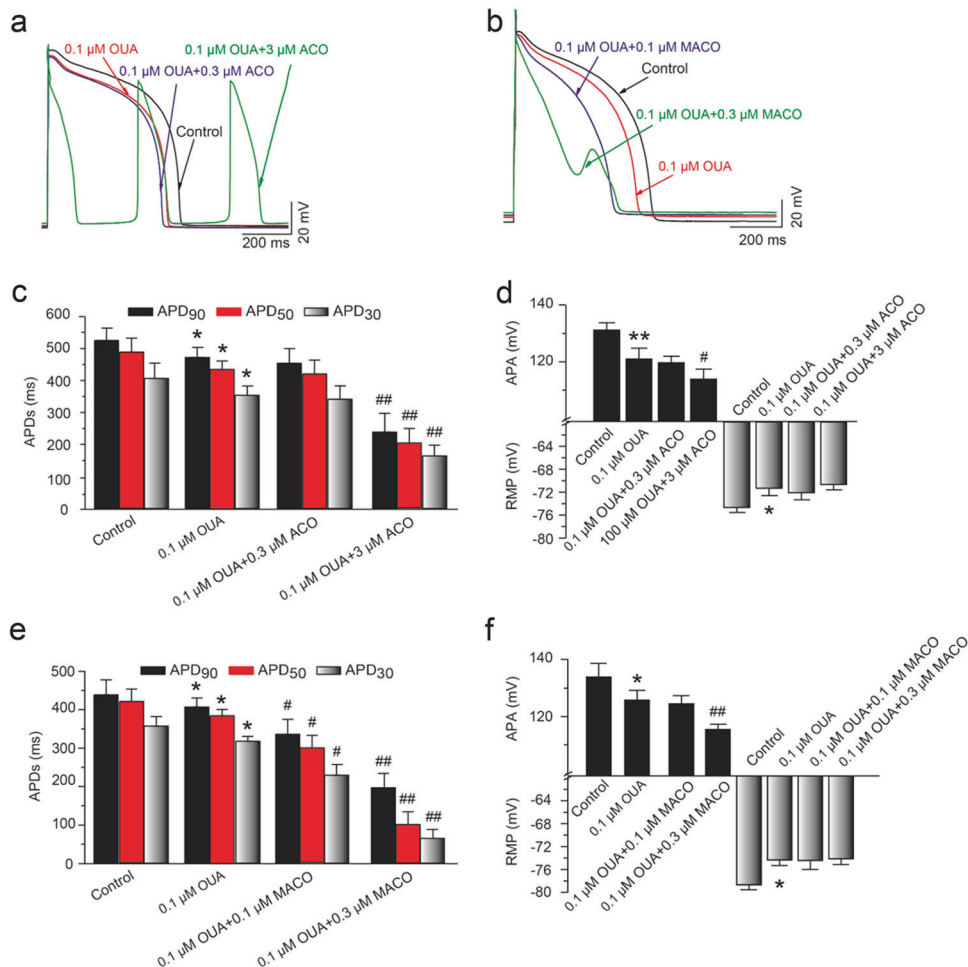 a
0.1 µM OUA
0.1 µM OUA+3 µM ACO
0.1 µM OUA+0.3 µM ACO
Control
20 mV
200 ms
b
0.1 µM OUA+0.1 µM MACO
Control
0.1 µM OUA+0.3 µM MACO
0.1 µM OUA
20 mV
200 ms
c
APD90 APD50 APD30
APDs (ms)
600
500
400
300
200
100
0
* * *
## ## ##
Control
0.1 µM OUA
0.1 µM OUA+0.3 µM ACO
0.1 µM OUA+3 µM ACO
d
APA (mV)
140
120
RMP (mV)
-64
-68
-72
-76
-80
**
#
*
Control
0.1 µM OUA
0.1 µM OUA+0.3 µM ACO
100 µM OUA+3 µM ACO
Control
0.1 µM OUA
0.1 µM OUA+0.3 µM ACO
0.1 µM OUA+3 µM ACO
e
APD90 APD50 APD30
APDs (ms)
500
400
300
200
100
0
* * *
# # #
## ## ##
Control
0.1 µM OUA
0.1 µM OUA+0.1 µM MACO
0.1 µM OUA+0.3 µM MACO
f
APA (mV)
140
120
RMP (mV)
-64
-68
-72
-76
-80
*
##
*
Control
0.1 µM OUA
0.1 µM OUA+0.1 µM MACO
0.1 µM OUA+0.3 µM MACO
Control
0.1 µM OUA
0.1 µM OUA+0.1 µM MACO
0.1 µM OUA+0.3 µM MACO